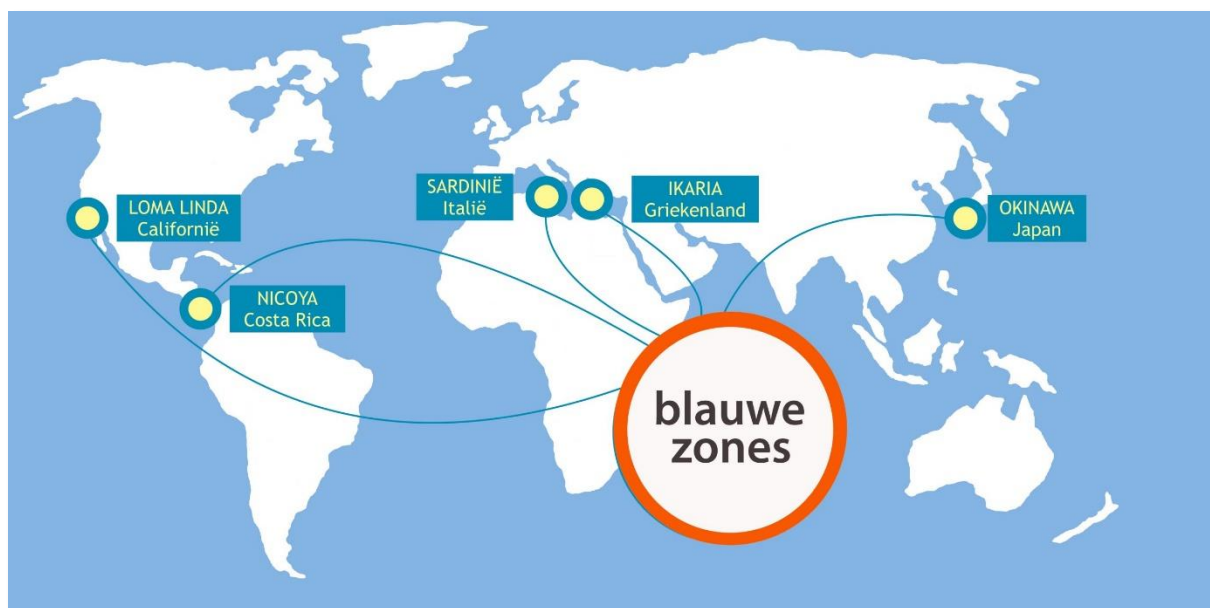 LOMA LINDA
Californië
NICOYA
Costa Rica
SARDINIË
Italië
IKARIA
Griekenland
OKINAWA
Japan
blauwe
zones